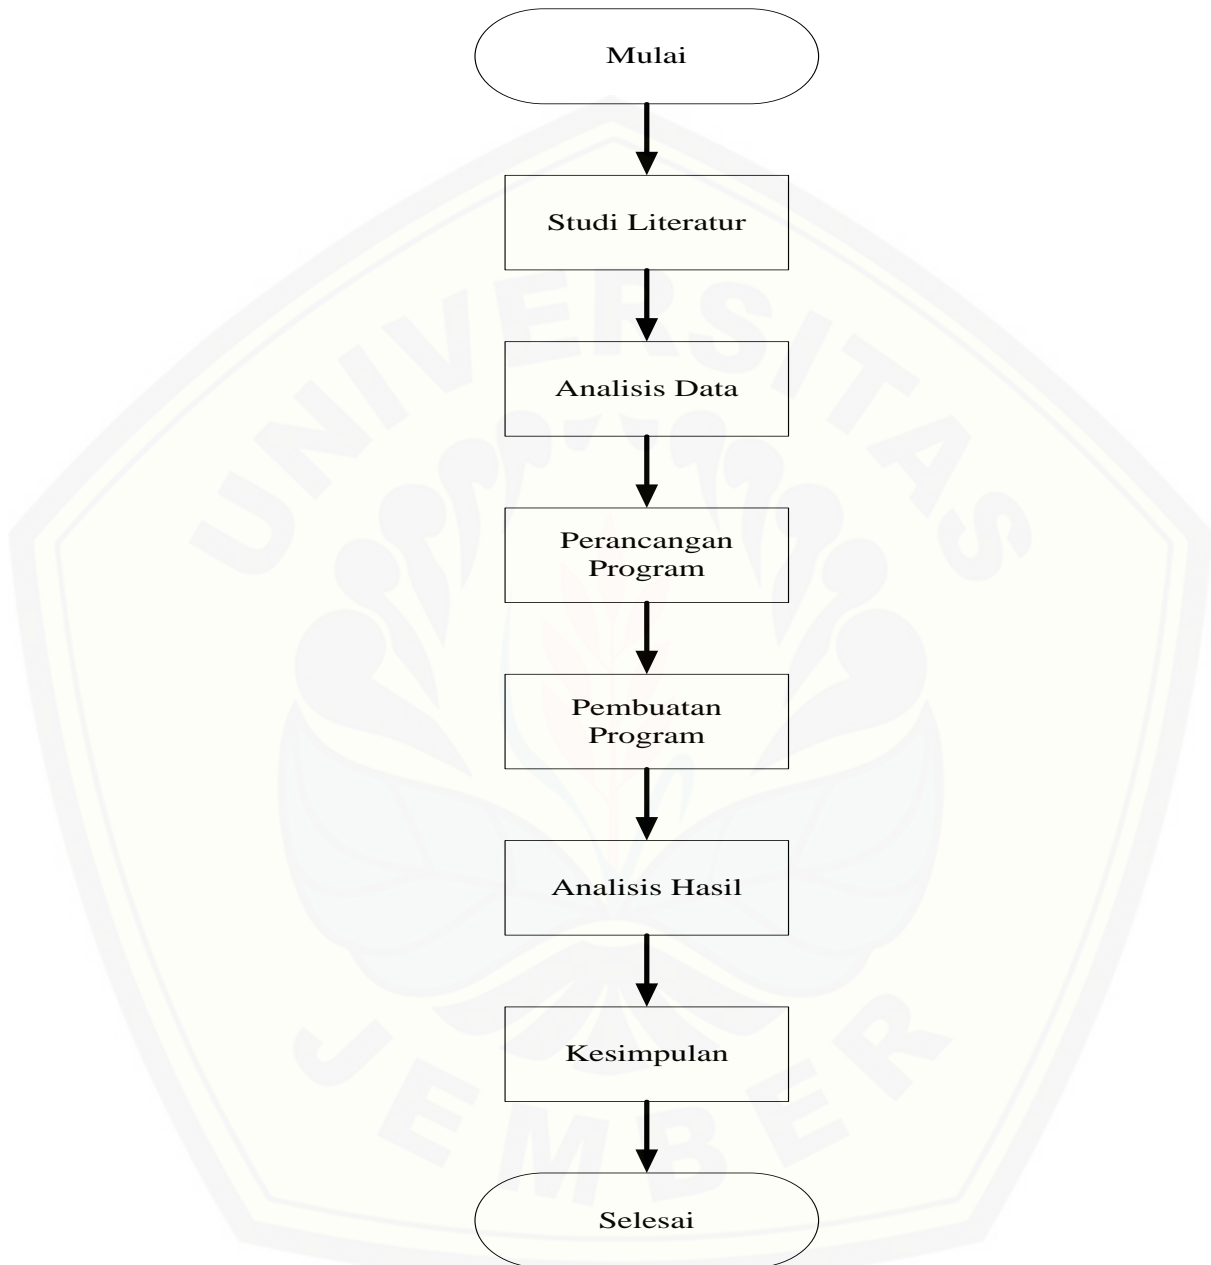 Mulai
UNIVERSITAS
Studi Literatur
Analisis Data
Perancangan
Program
Pembuatan
Program
Analisis Hasil
Kesimpulan
JEMBER
Selesai